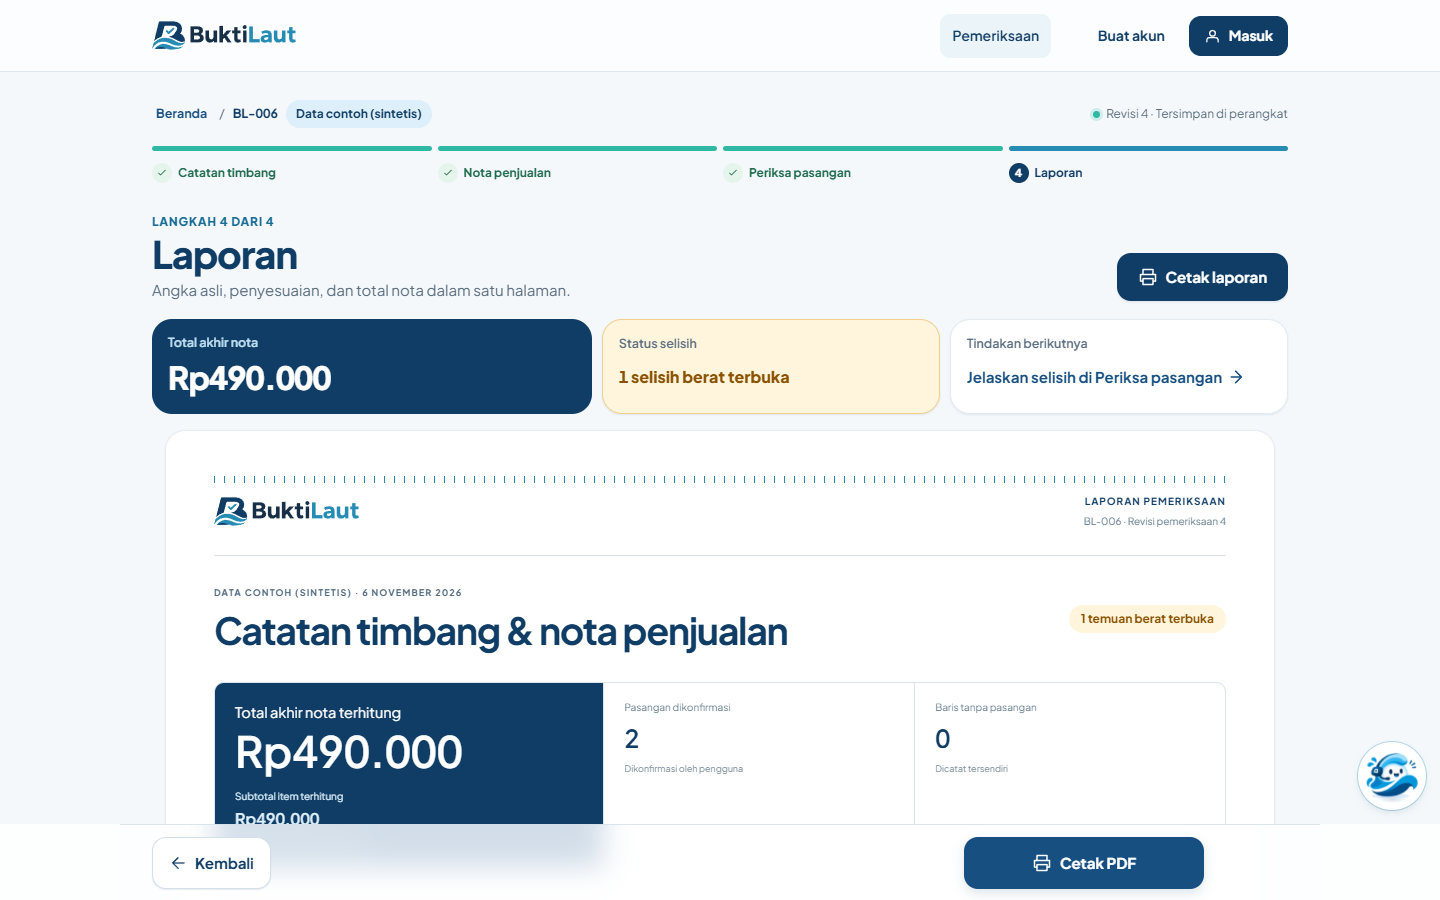 BuktiLaut
Pemeriksaan
Buat akun
Masuk
Beranda / BL-006 Data contoh (sintetis)
Revisi 4 · Tersimpan di perangkat
Catatan timbang
Nota penjualan
Periksa pasangan
4 Laporan
LANGKAH 4 DARI 4
Laporan
Angka asli, penyesuaian, dan total nota dalam satu halaman.
Cetak laporan
Total akhir nota
Rp490.000
Status selisih
1 selisih berat terbuka
Tindakan berikutnya
Jelaskan selisih di Periksa pasangan →
BuktiLaut
LAPORAN PEMERIKSAAN
BL-006 · Revisi pemeriksaan 4
DATA CONTOH (SINTETIS) · 6 NOVEMBER 2026
Catatan timbang & nota penjualan
1 temuan berat terbuka
Total akhir nota terhitung
Rp490.000
Subtotal item terhitung
Rp490.000
Pasangan dikonfirmasi
2
Dikonfirmasi oleh pengguna
Baris tanpa pasangan
0
Dicatat tersendiri
← Kembali
Cetak PDF